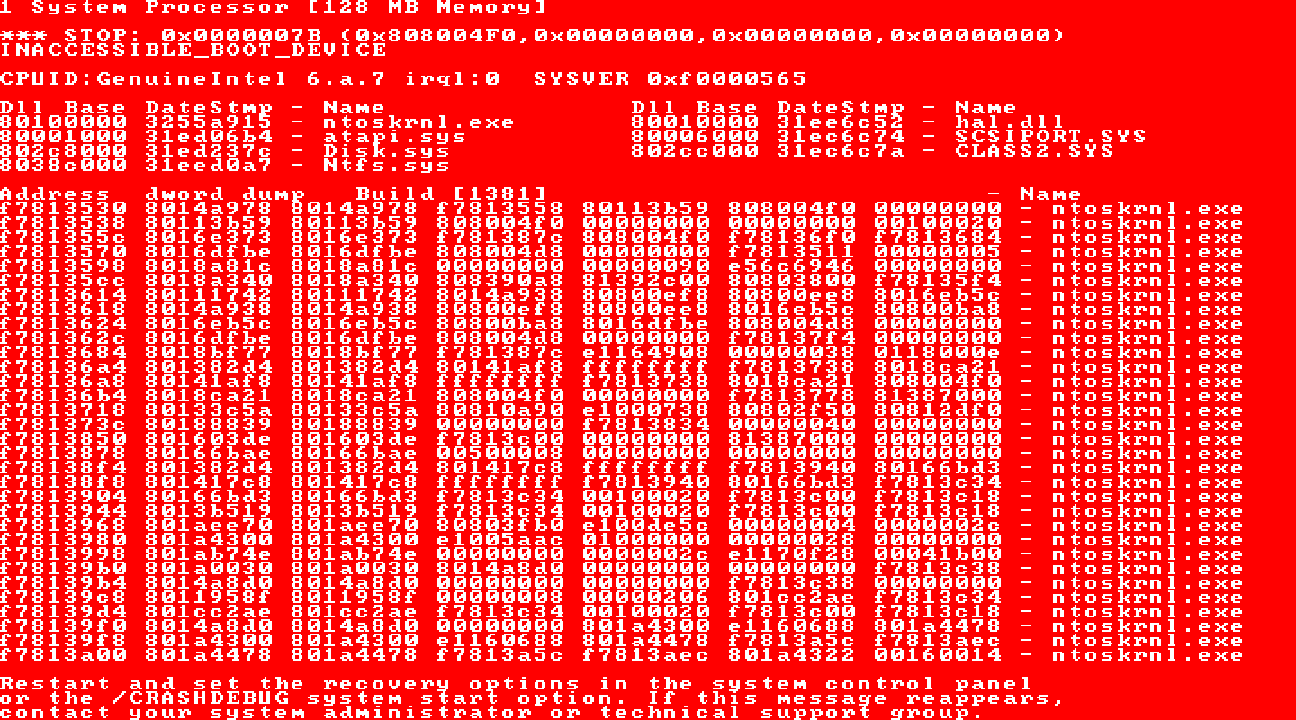 1 System Processor [128 MB Memory]
*** STOP: 0x0000007B (0x808004F0,0x00000000,0x00000000,0x00000000)
INACCESSIBLE_BOOT_DEVICE
CPUID:GenuineIntel 6.a.7 irql:0  SYSVER 0xf0000565
Dll Base DateStmp - Name               Dll Base DateStmp - Name
80100000 3255a915 - ntoskrnl.exe       80010000 31ee6c52 - hal.dll
80001000 31ed06b4 - atapi.sys          80006000 31ec6c74 - SCSIPORT.SYS
802c8000 31ed237c - Disk.sys           802cc000 31ec6c7a - CLASS2.SYS
8038c000 31eed0a7 - Ntfs.sys
Address  dword dump   Build [1381]                           - Name
f7813530 8014a978 8014a978 f7813558 80113b59 808004f0 00000000 - ntoskrnl.exe
f7813538 80113b59 80113b59 808004f0 00000000 00000000 00100020 - ntoskrnl.exe
f781355c 8016e373 8016e373 f781387c 808004f0 f78136f0 f7813684 - ntoskrnl.exe
f7813570 8016dfbe 8016dfbe 808004d8 00000000 f7813511 00000005 - ntoskrnl.exe
f7813598 8018a81c 8018a81c 00000000 00000090 e56c6946 00000000 - ntoskrnl.exe
f78135cc 8018a340 8018a340 808390a8 81392c00 80803800 f78135f4 - ntoskrnl.exe
f7813614 80111742 80111742 8014a938 80800ef8 80800ee8 8016eb5c - ntoskrnl.exe
f7813618 8014a938 8014a938 80800ef8 80800ee8 8016eb5c 80800ba8 - ntoskrnl.exe
f7813624 8016eb5c 8016eb5c 80800ba8 8016dfbe 808004d8 00000000 - ntoskrnl.exe
f781362c 8016dfbe 8016dfbe 808004d8 00000000 f78137f4 00000000 - ntoskrnl.exe
f7813684 8018bf77 8018bf77 f781387c e1164908 00000038 0118000e - ntoskrnl.exe
f78136a4 801382d4 801382d4 80141af8 ffffffff f7813738 8018ca21 - ntoskrnl.exe
f78136a8 80141af8 80141af8 ffffffff f7813738 8018ca21 808004f0 - ntoskrnl.exe
f78136b4 8018ca21 8018ca21 808004f0 00000000 f7813778 81387000 - ntoskrnl.exe
f7813718 80133c5a 80133c5a 80810a90 e1000738 80802f50 80812df0 - ntoskrnl.exe
f781373c 80188839 80188839 00000000 f7813834 00000040 00000000 - ntoskrnl.exe
f7813850 801603de 801603de f7813c00 00000000 81387000 00000000 - ntoskrnl.exe
f7813878 80166bae 80166bae 00500008 00000000 00000000 00000000 - ntoskrnl.exe
f78138f4 801382d4 801382d4 801417c8 ffffffff f7813940 80166bd3 - ntoskrnl.exe
f78138f8 801417c8 801417c8 ffffffff f7813940 80166bd3 f7813c34 - ntoskrnl.exe
f7813904 80166bd3 80166bd3 f7813c34 00100020 f7813c00 f7813c18 - ntoskrnl.exe
f7813944 8013b519 8013b519 f7813c34 00100020 f7813c00 f7813c18 - ntoskrnl.exe
f7813968 801aee70 801aee70 80803fb0 e100de5c 00000004 0000002c - ntoskrnl.exe
f7813980 801a4300 801a4300 e1005aac 01000000 00000028 00000000 - ntoskrnl.exe
f7813998 801ab74e 801ab74e 00000000 0000002c e1170f28 00041b00 - ntoskrnl.exe
f78139b0 801a0030 801a0030 8014a8d0 00000000 00000000 f7813c38 - ntoskrnl.exe
f78139b4 8014a8d0 8014a8d0 00000000 00000000 f7813c38 00000000 - ntoskrnl.exe
f78139c8 8011958f 8011958f 00000008 00000206 801cc2ae f7813c34 - ntoskrnl.exe
f78139d4 801cc2ae 801cc2ae f7813c34 00100020 f7813c00 f7813c18 - ntoskrnl.exe
f78139f0 8014a8d0 8014a8d0 00000000 801a4300 e1160688 801a4478 - ntoskrnl.exe
f78139f8 801a4300 801a4300 e1160688 801a4478 f7813a5c f7813aec - ntoskrnl.exe
f7813a00 801a4478 801a4478 f7813a5c f7813aec 801a4322 00160014 - ntoskrnl.exe
Restart and set the recovery options in the system control panel
or the /CRASHDEBUG system start option. If this message reappears,
contact your system administrator or technical support group.